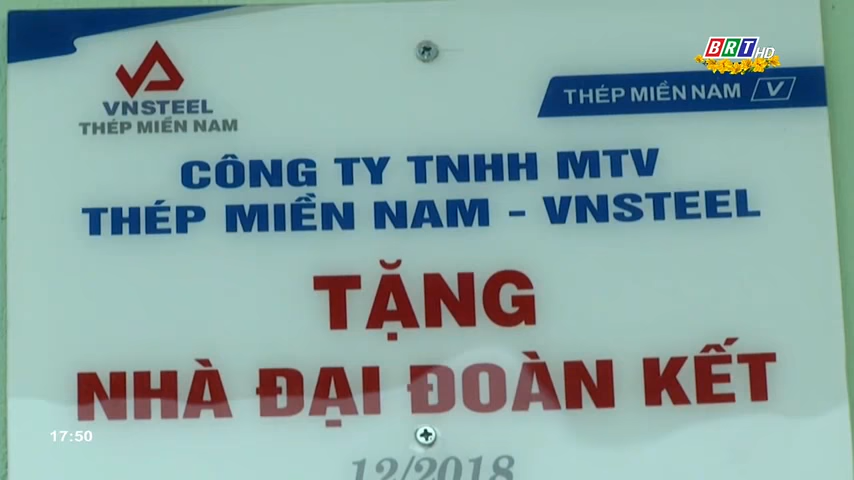 BRT HD
VNSTEEL
THÉP MIỀN NAM
THÉP MIỀN NAM V
CÔNG TY TNHH MTV
THÉP MIỀN NAM - VNSTEEL
TẶNG
NHÀ ĐẠI ĐOÀN KẾT
17:50
12/2018